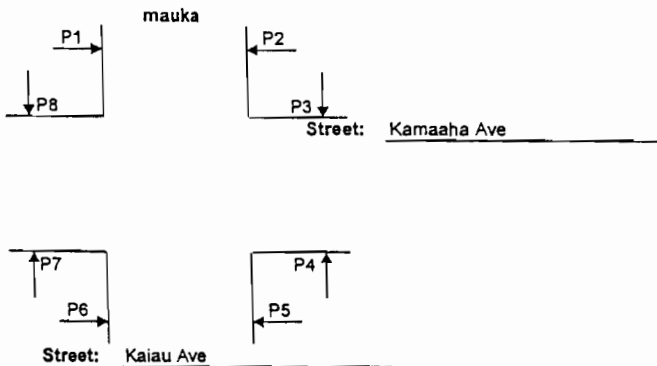 mauka
P1 P2
P8 P3
Street: Kamaaha Ave
P7 P4
P6 P5
Street: Kaiau Ave